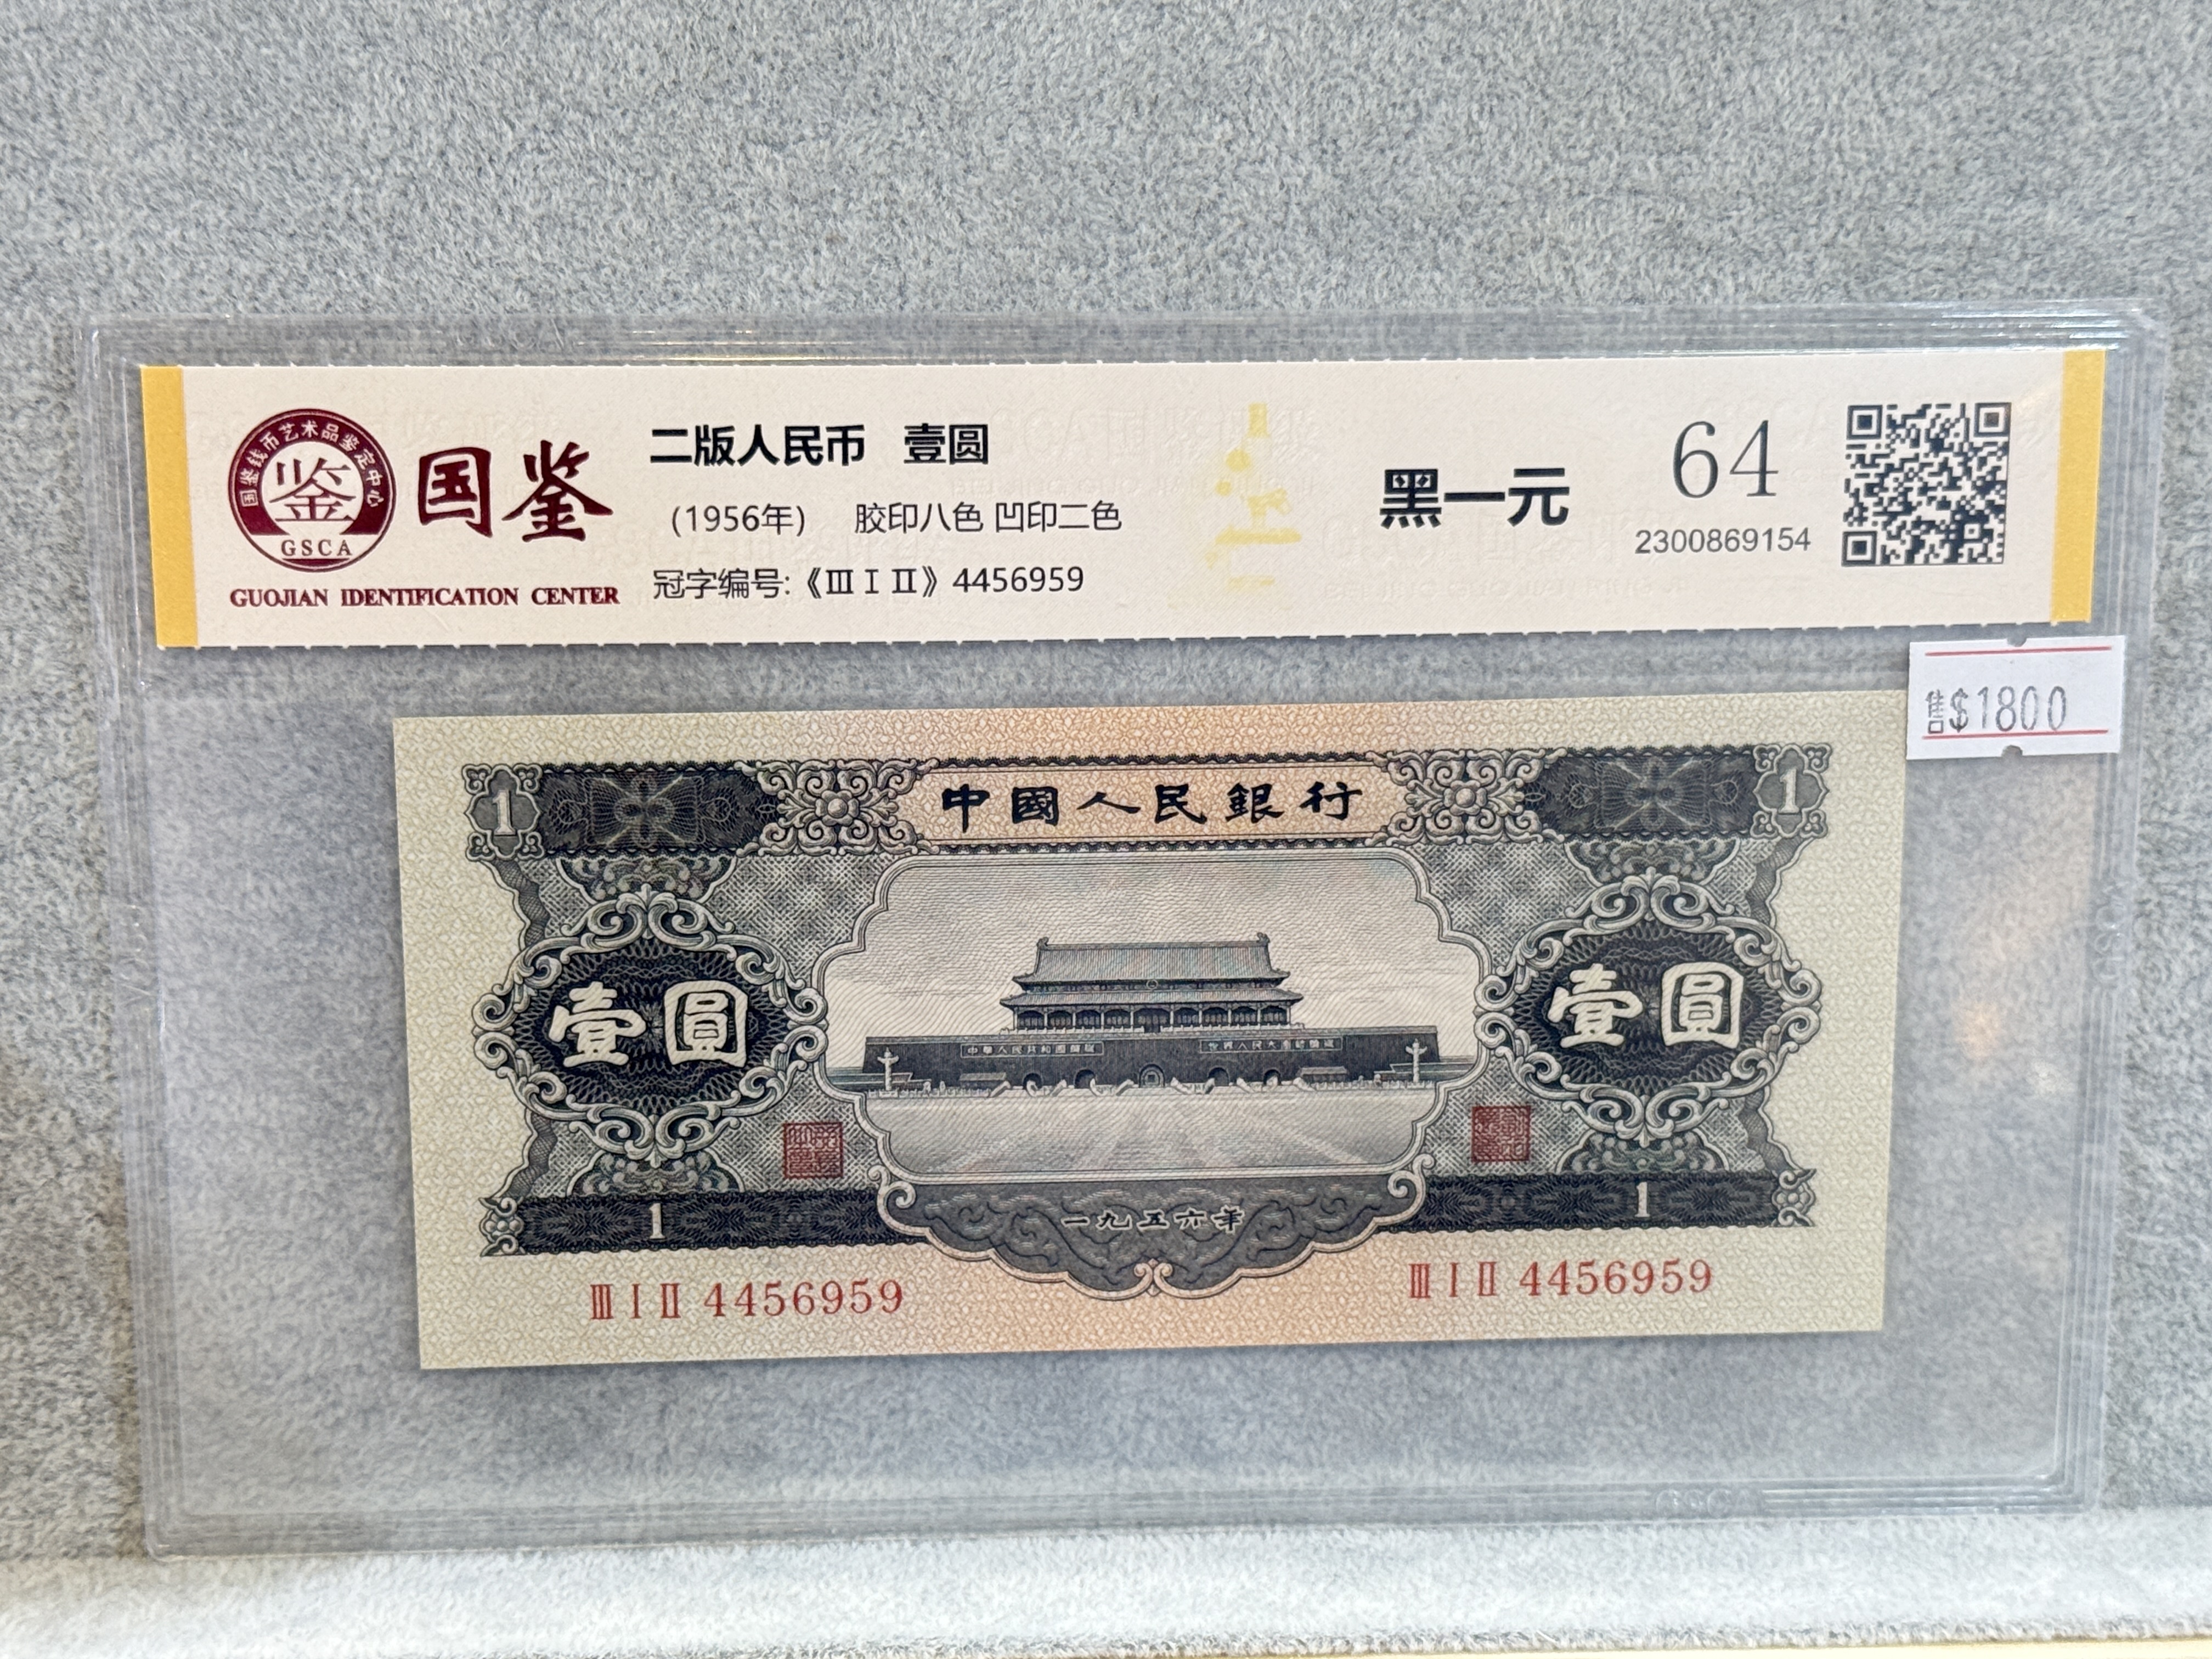 国鉴钱币艺术品鉴定中心
鉴
GSCA
国鉴
GUOJIAN IDENTIFICATION CENTER
二版人民币 壹圆
(1956年) 胶印八色 凹印二色
冠字编号:《Ⅲ Ⅰ Ⅱ》4456959
黑一元
64
2300869154
售$1800
1 中國人民銀行 1
壹圓 壹圓
1 一九五六年 1
Ⅲ Ⅰ Ⅱ 4456959 Ⅲ Ⅰ Ⅱ 4456959